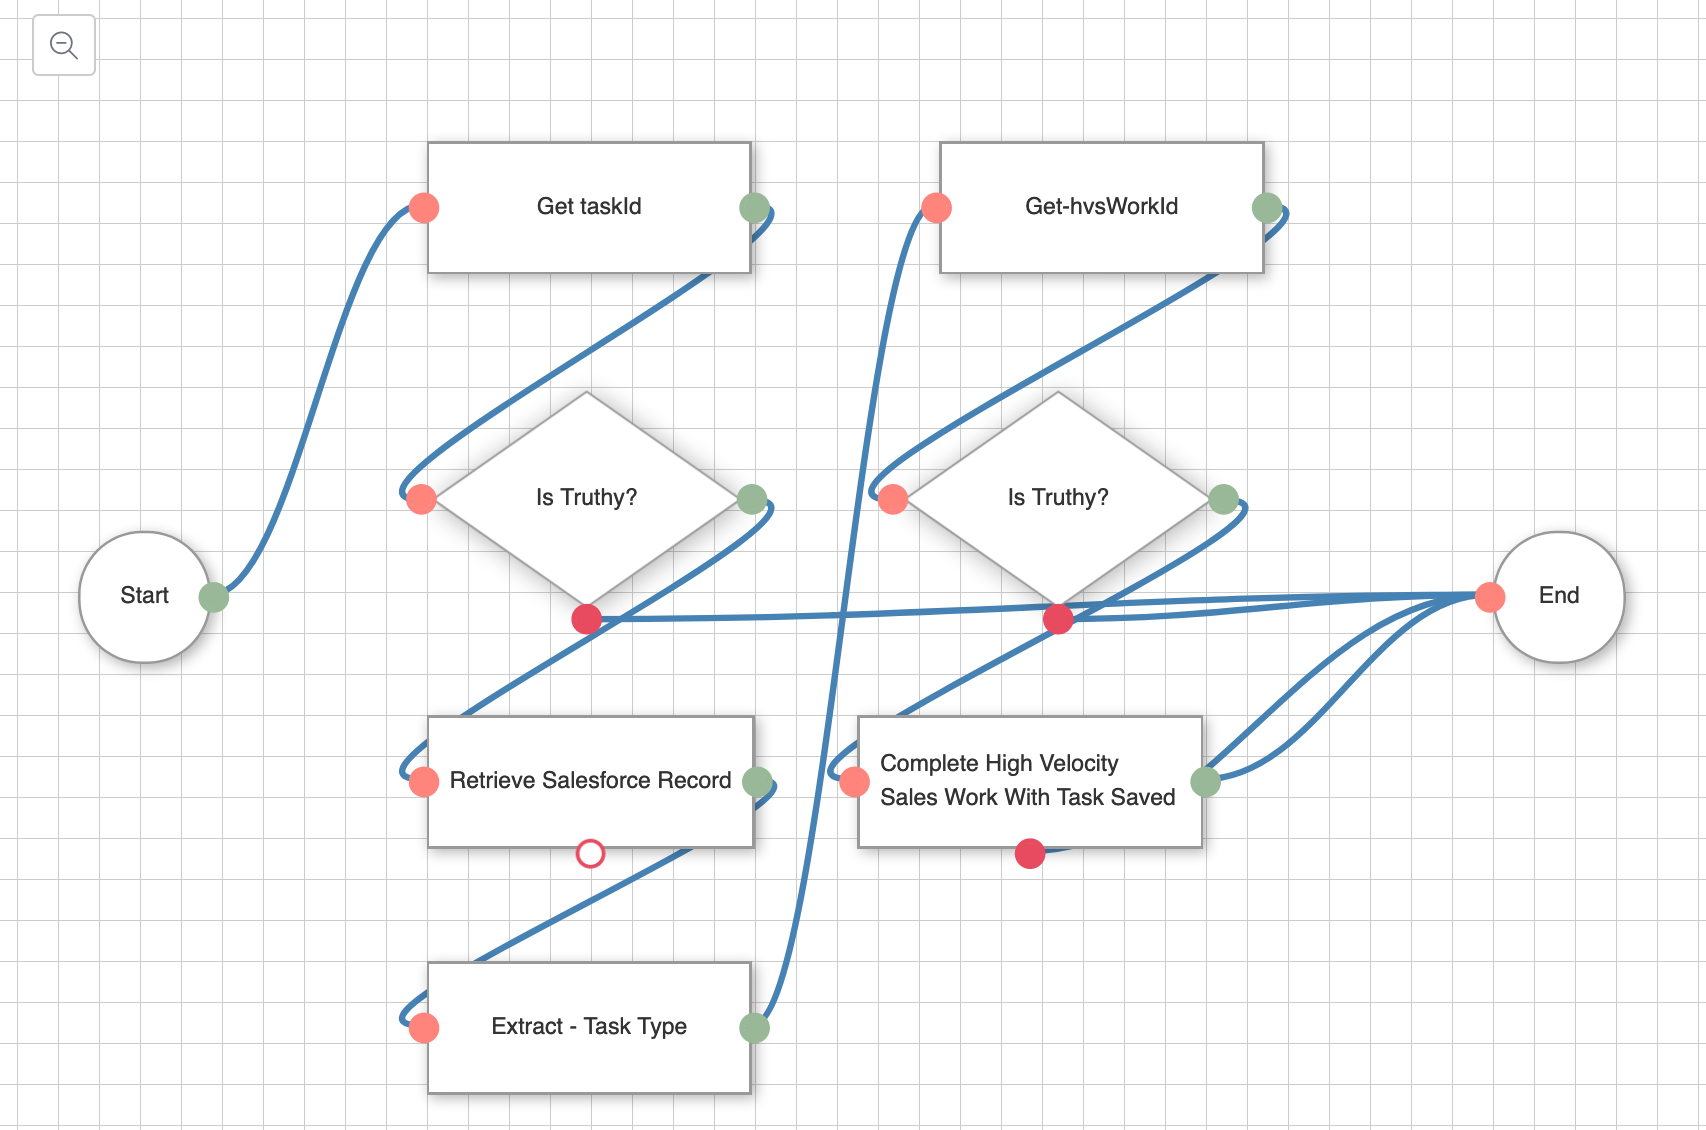 Get taskId
Get-hvsWorkId
Is Truthy?
Is Truthy?
Start
End
Retrieve Salesforce Record
Complete High Velocity
Sales Work With Task Saved
Extract - Task Type